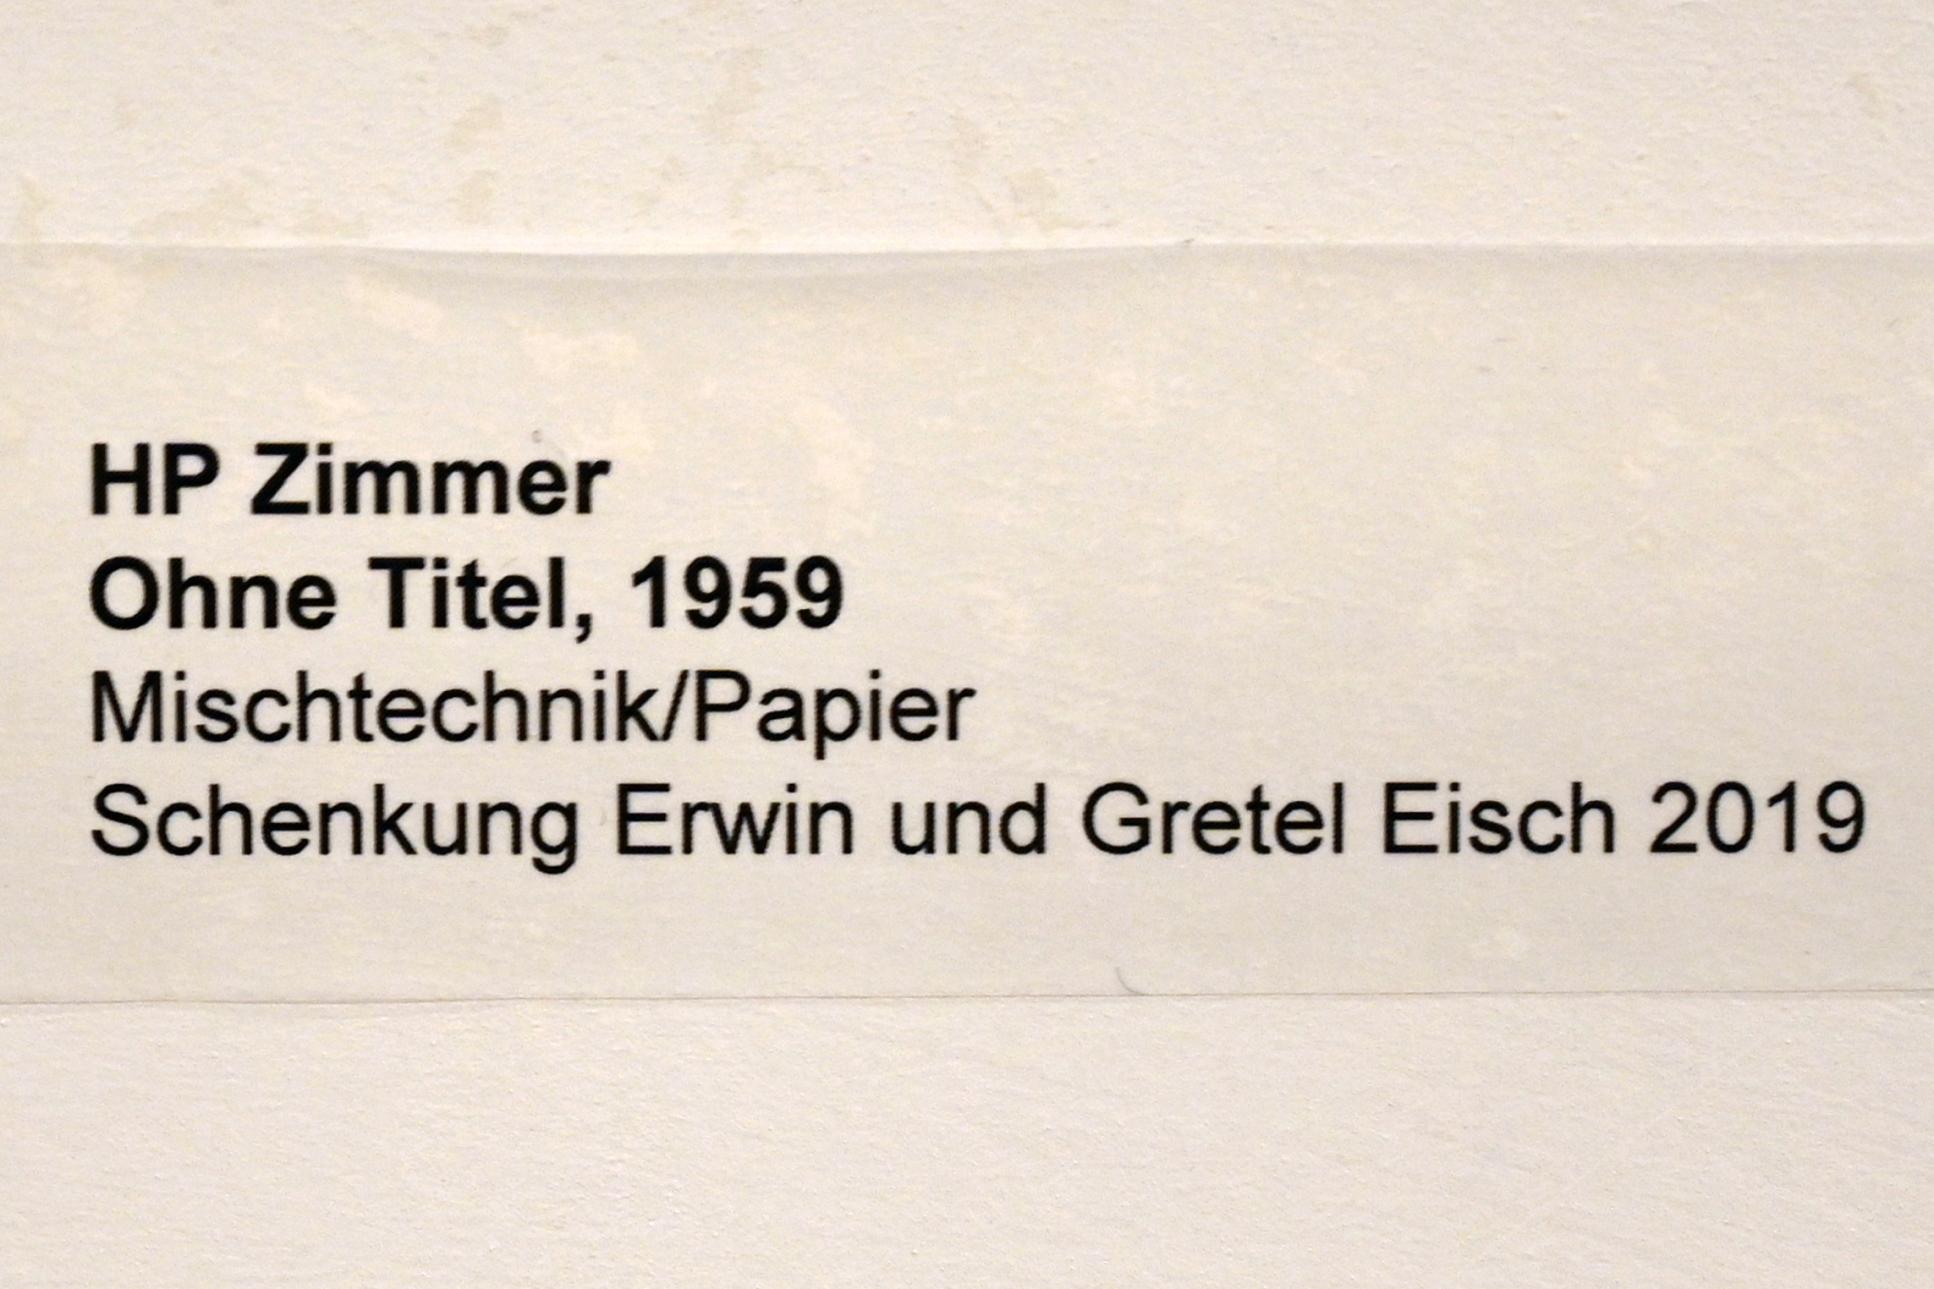 HP Zimmer
Ohne Titel, 1959
Mischtechnik/Papier
Schenkung Erwin und Gretel Eisch 2019